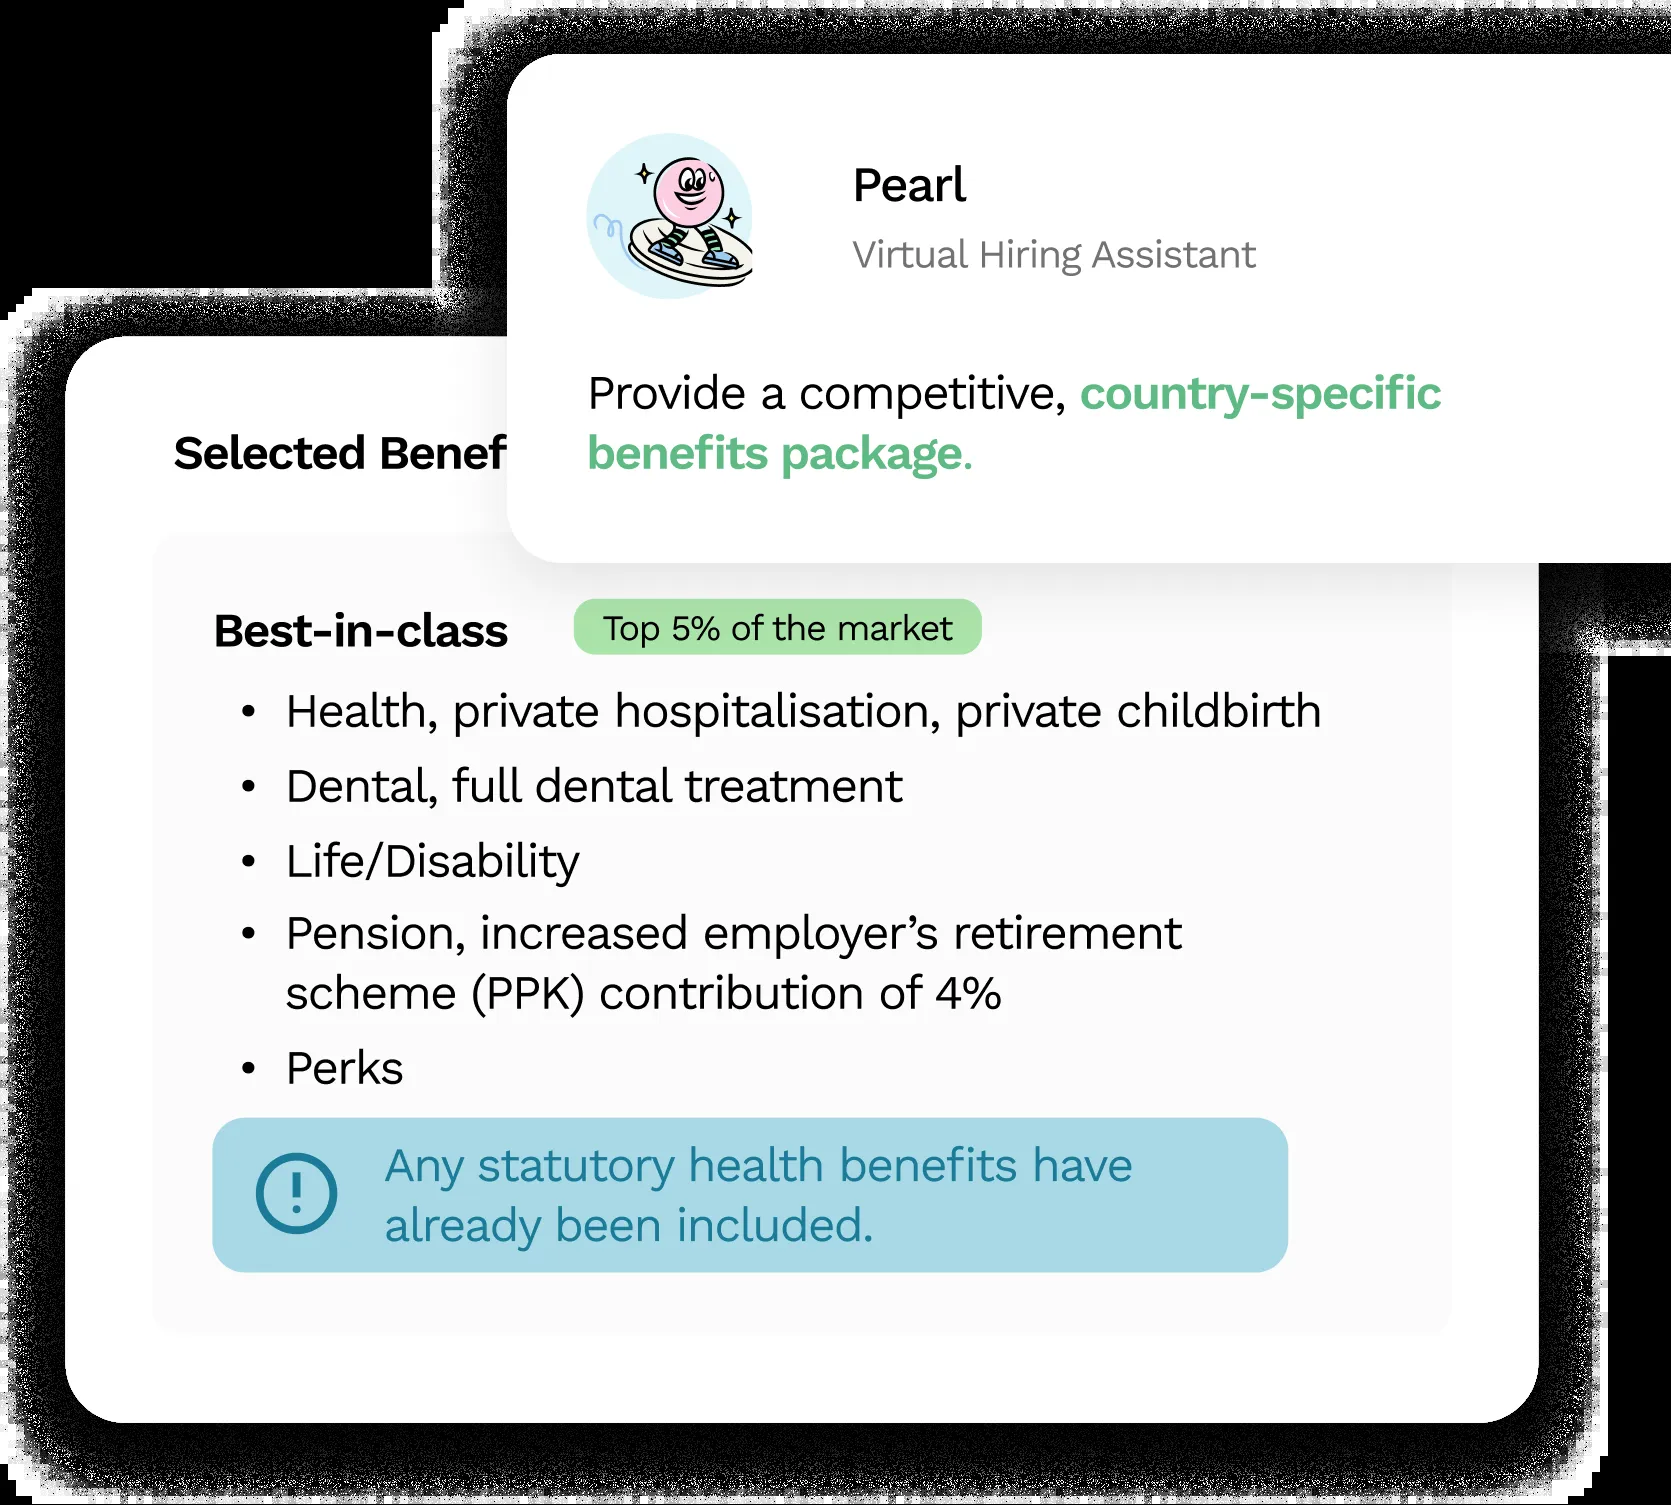 Pearl
Virtual Hiring Assistant
Provide a competitive, country-specific
benefits package.
Selected Benef
Best-in-class
Top 5% of the market
• Health, private hospitalisation, private childbirth
• Dental, full dental treatment
• Life/Disability
• Pension, increased employer’s retirement
scheme (PPK) contribution of 4%
• Perks
Any statutory health benefits have
already been included.